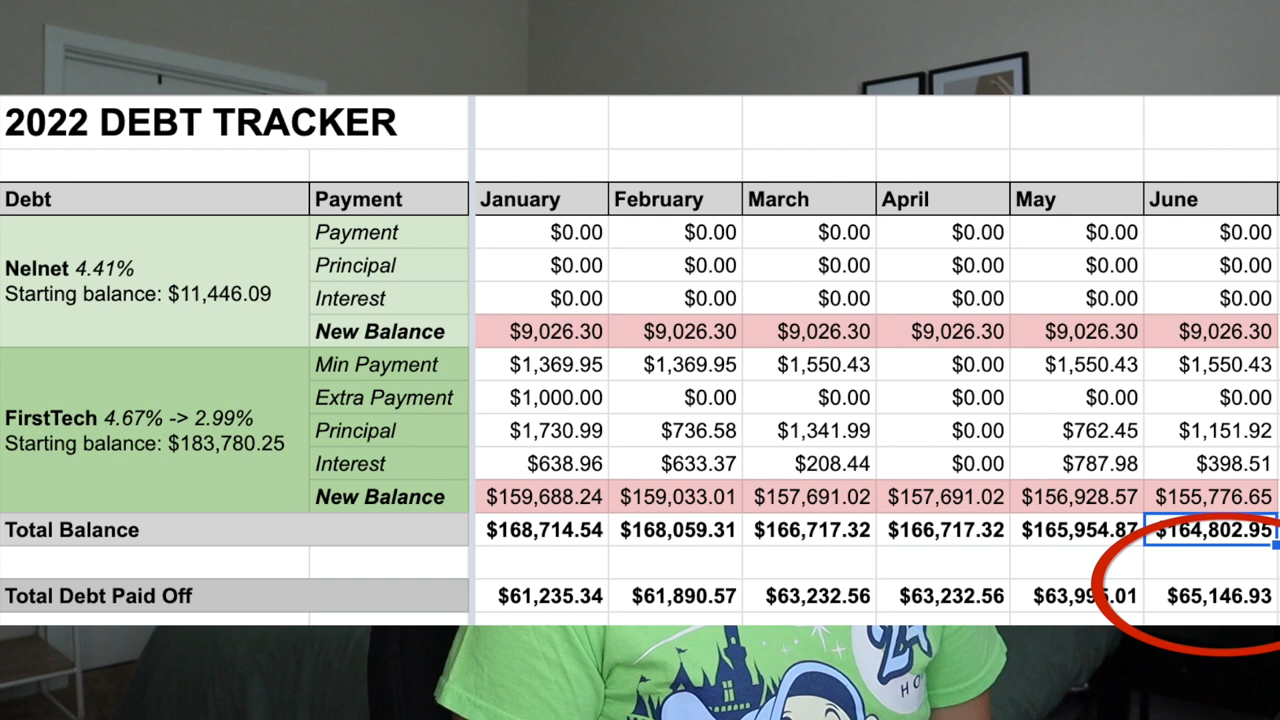 2022 DEBT TRACKER
Debt Payment January February March April May June
Nelnet 4.41%
Starting balance: $11,446.09
Payment $0.00 $0.00 $0.00 $0.00 $0.00 $0.00
Principal $0.00 $0.00 $0.00 $0.00 $0.00 $0.00
Interest $0.00 $0.00 $0.00 $0.00 $0.00 $0.00
New Balance $9,026.30 $9,026.30 $9,026.30 $9,026.30 $9,026.30 $9,026.30
FirstTech 4.67% -> 2.99%
Starting balance: $183,780.25
Min Payment $1,369.95 $1,369.95 $1,550.43 $0.00 $1,550.43 $1,550.43
Extra Payment $1,000.00 $0.00 $0.00 $0.00 $0.00 $0.00
Principal $1,730.99 $736.58 $1,341.99 $0.00 $762.45 $1,151.92
Interest $638.96 $633.37 $208.44 $0.00 $787.98 $398.51
New Balance $159,688.24 $159,033.01 $157,691.02 $157,691.02 $156,928.57 $155,776.65
Total Balance $168,714.54 $168,059.31 $166,717.32 $166,717.32 $165,954.87 $164,802.95
Total Debt Paid Off $61,235.34 $61,890.57 $63,232.56 $63,232.56 $65,146.93